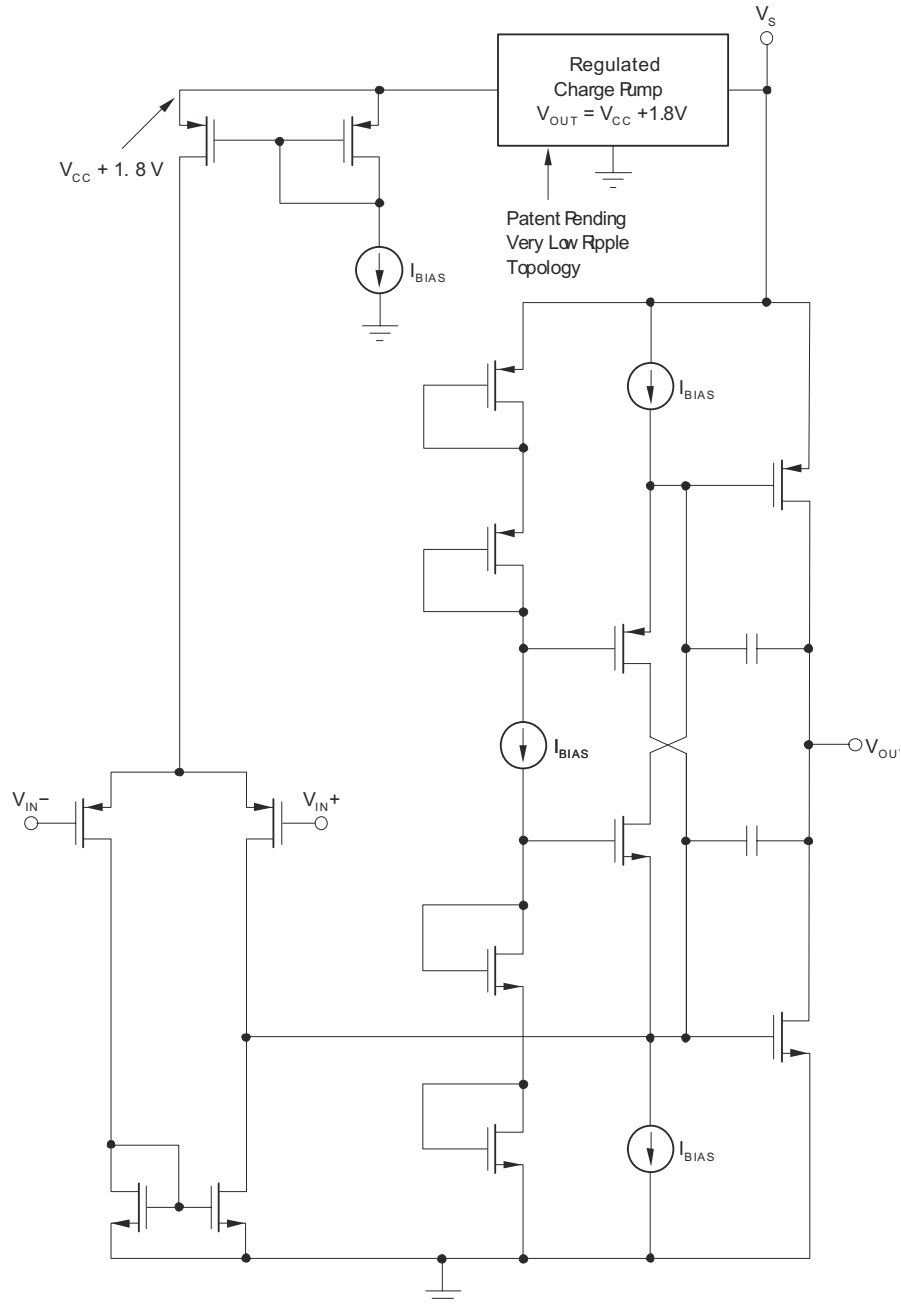 V_S
Regulated
Charge Pump
V_OUT = V_CC +1.8V
V_CC + 1. 8 V
Patent Pending
Very Low Ripple
Topology
I_BIAS
I_BIAS
I_BIAS
V_OUT
V_IN−
V_IN+
I_BIAS